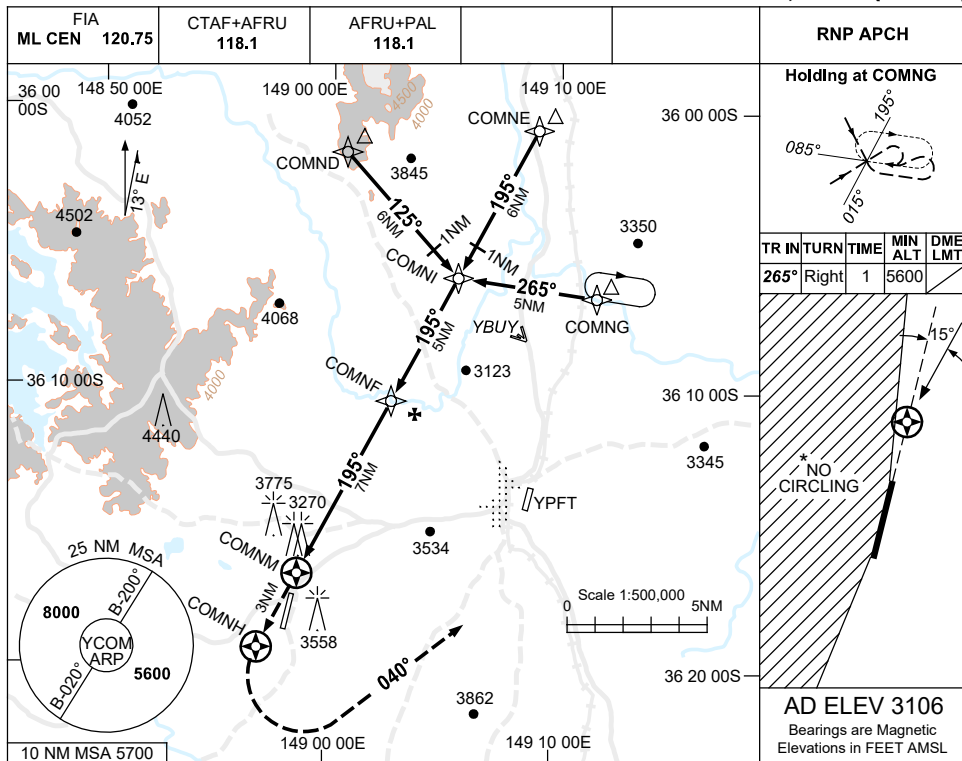 FIA
ML CEN 120.75
CTAF+AFRU
118.1
AFRU+PAL
118.1
RNP APCH
36 00
00S
148 50 00E
149 00 00E
149 10 00E
36 00 00S
4052
4500
4000
COMND
COMNE
3845
13° E
4502
125°
6NM
195°
6NM
1NM
1NM
3350
COMNI
265°
5NM
COMNG
4068
195°
5NM
YBUY
4000
36 10 00S
COMNF
3123
36 10 00S
4440
195°
7NM
3345
3775
3270
YPFT
3534
COMNM
3NM
COMNH
3558
Scale 1:500,000
0
5NM
040°
36 20 00S
3862
25 NM MSA
8000
B-200°
YCOM
ARP
5600
B-020°
10 NM MSA 5700
149 00 00E
149 10 00E
Holding at COMNG
195°
085°
015°
TR IN TURN TIME MIN ALT DME LMT
265° Right 1 5600
15°
*NO
CIRCLING
AD ELEV 3106
Bearings are Magnetic
Elevations in FEET AMSL